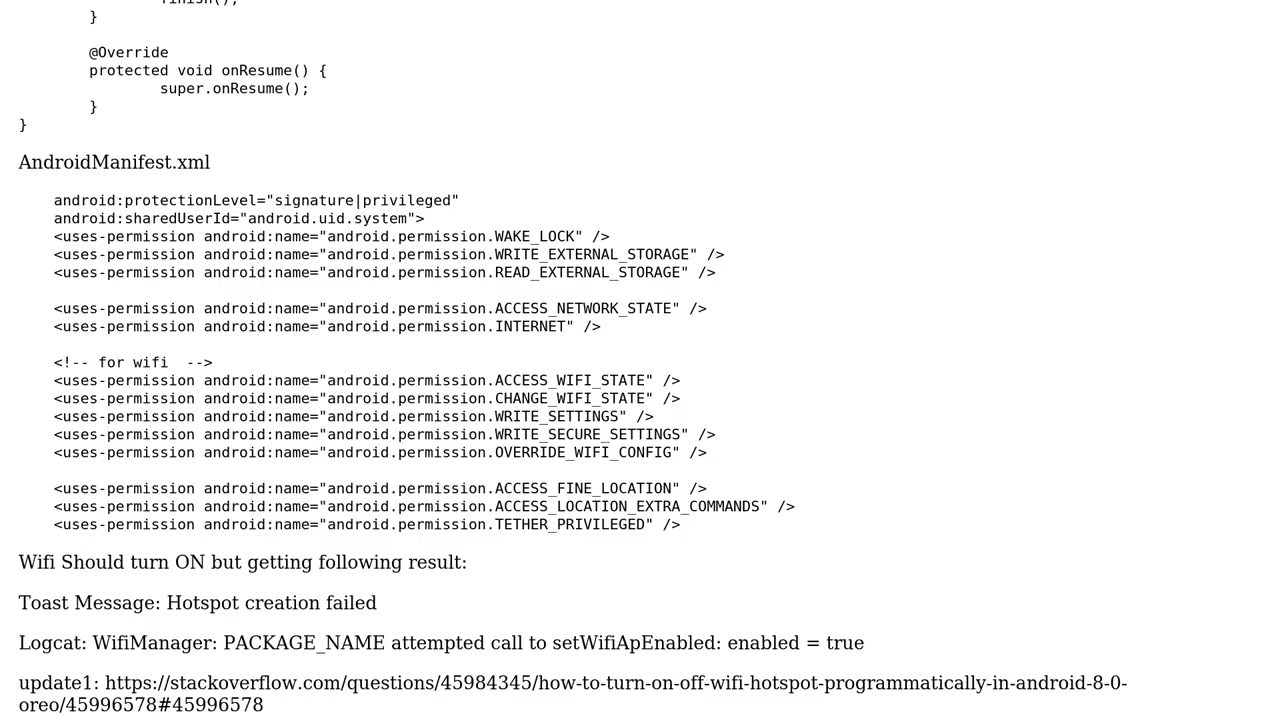 finish();
}
@Override
protected void onResume() {
super.onResume();
}
}
AndroidManifest.xml
android:protectionLevel="signature|privileged"
android:sharedUserId="android.uid.system">
<uses-permission android:name="android.permission.WAKE_LOCK" />
<uses-permission android:name="android.permission.WRITE_EXTERNAL_STORAGE" />
<uses-permission android:name="android.permission.READ_EXTERNAL_STORAGE" />
<uses-permission android:name="android.permission.ACCESS_NETWORK_STATE" />
<uses-permission android:name="android.permission.INTERNET" />
<!-- for wifi  -->
<uses-permission android:name="android.permission.ACCESS_WIFI_STATE" />
<uses-permission android:name="android.permission.CHANGE_WIFI_STATE" />
<uses-permission android:name="android.permission.WRITE_SETTINGS" />
<uses-permission android:name="android.permission.WRITE_SECURE_SETTINGS" />
<uses-permission android:name="android.permission.OVERRIDE_WIFI_CONFIG" />
<uses-permission android:name="android.permission.ACCESS_FINE_LOCATION" />
<uses-permission android:name="android.permission.ACCESS_LOCATION_EXTRA_COMMANDS" />
<uses-permission android:name="android.permission.TETHER_PRIVILEGED" />
Wifi Should turn ON but getting following result:
Toast Message: Hotspot creation failed
Logcat: WifiManager: PACKAGE_NAME attempted call to setWifiApEnabled: enabled = true
update1: https://stackoverflow.com/questions/45984345/how-to-turn-on-off-wifi-hotspot-programmatically-in-android-8-0-
oreo/45996578#45996578